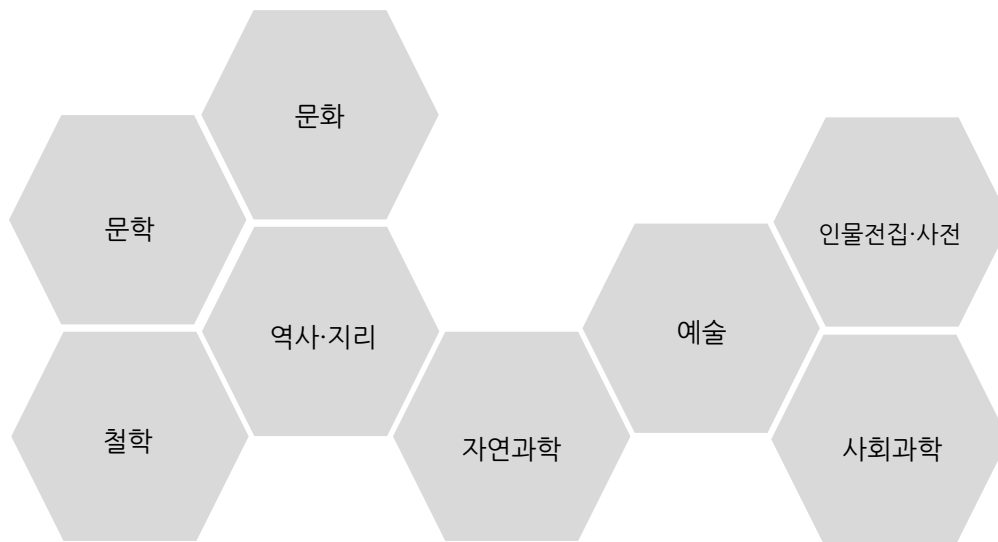 문화
문학
인물전집·사전
역사·지리
예술
철학
자연과학
사회과학